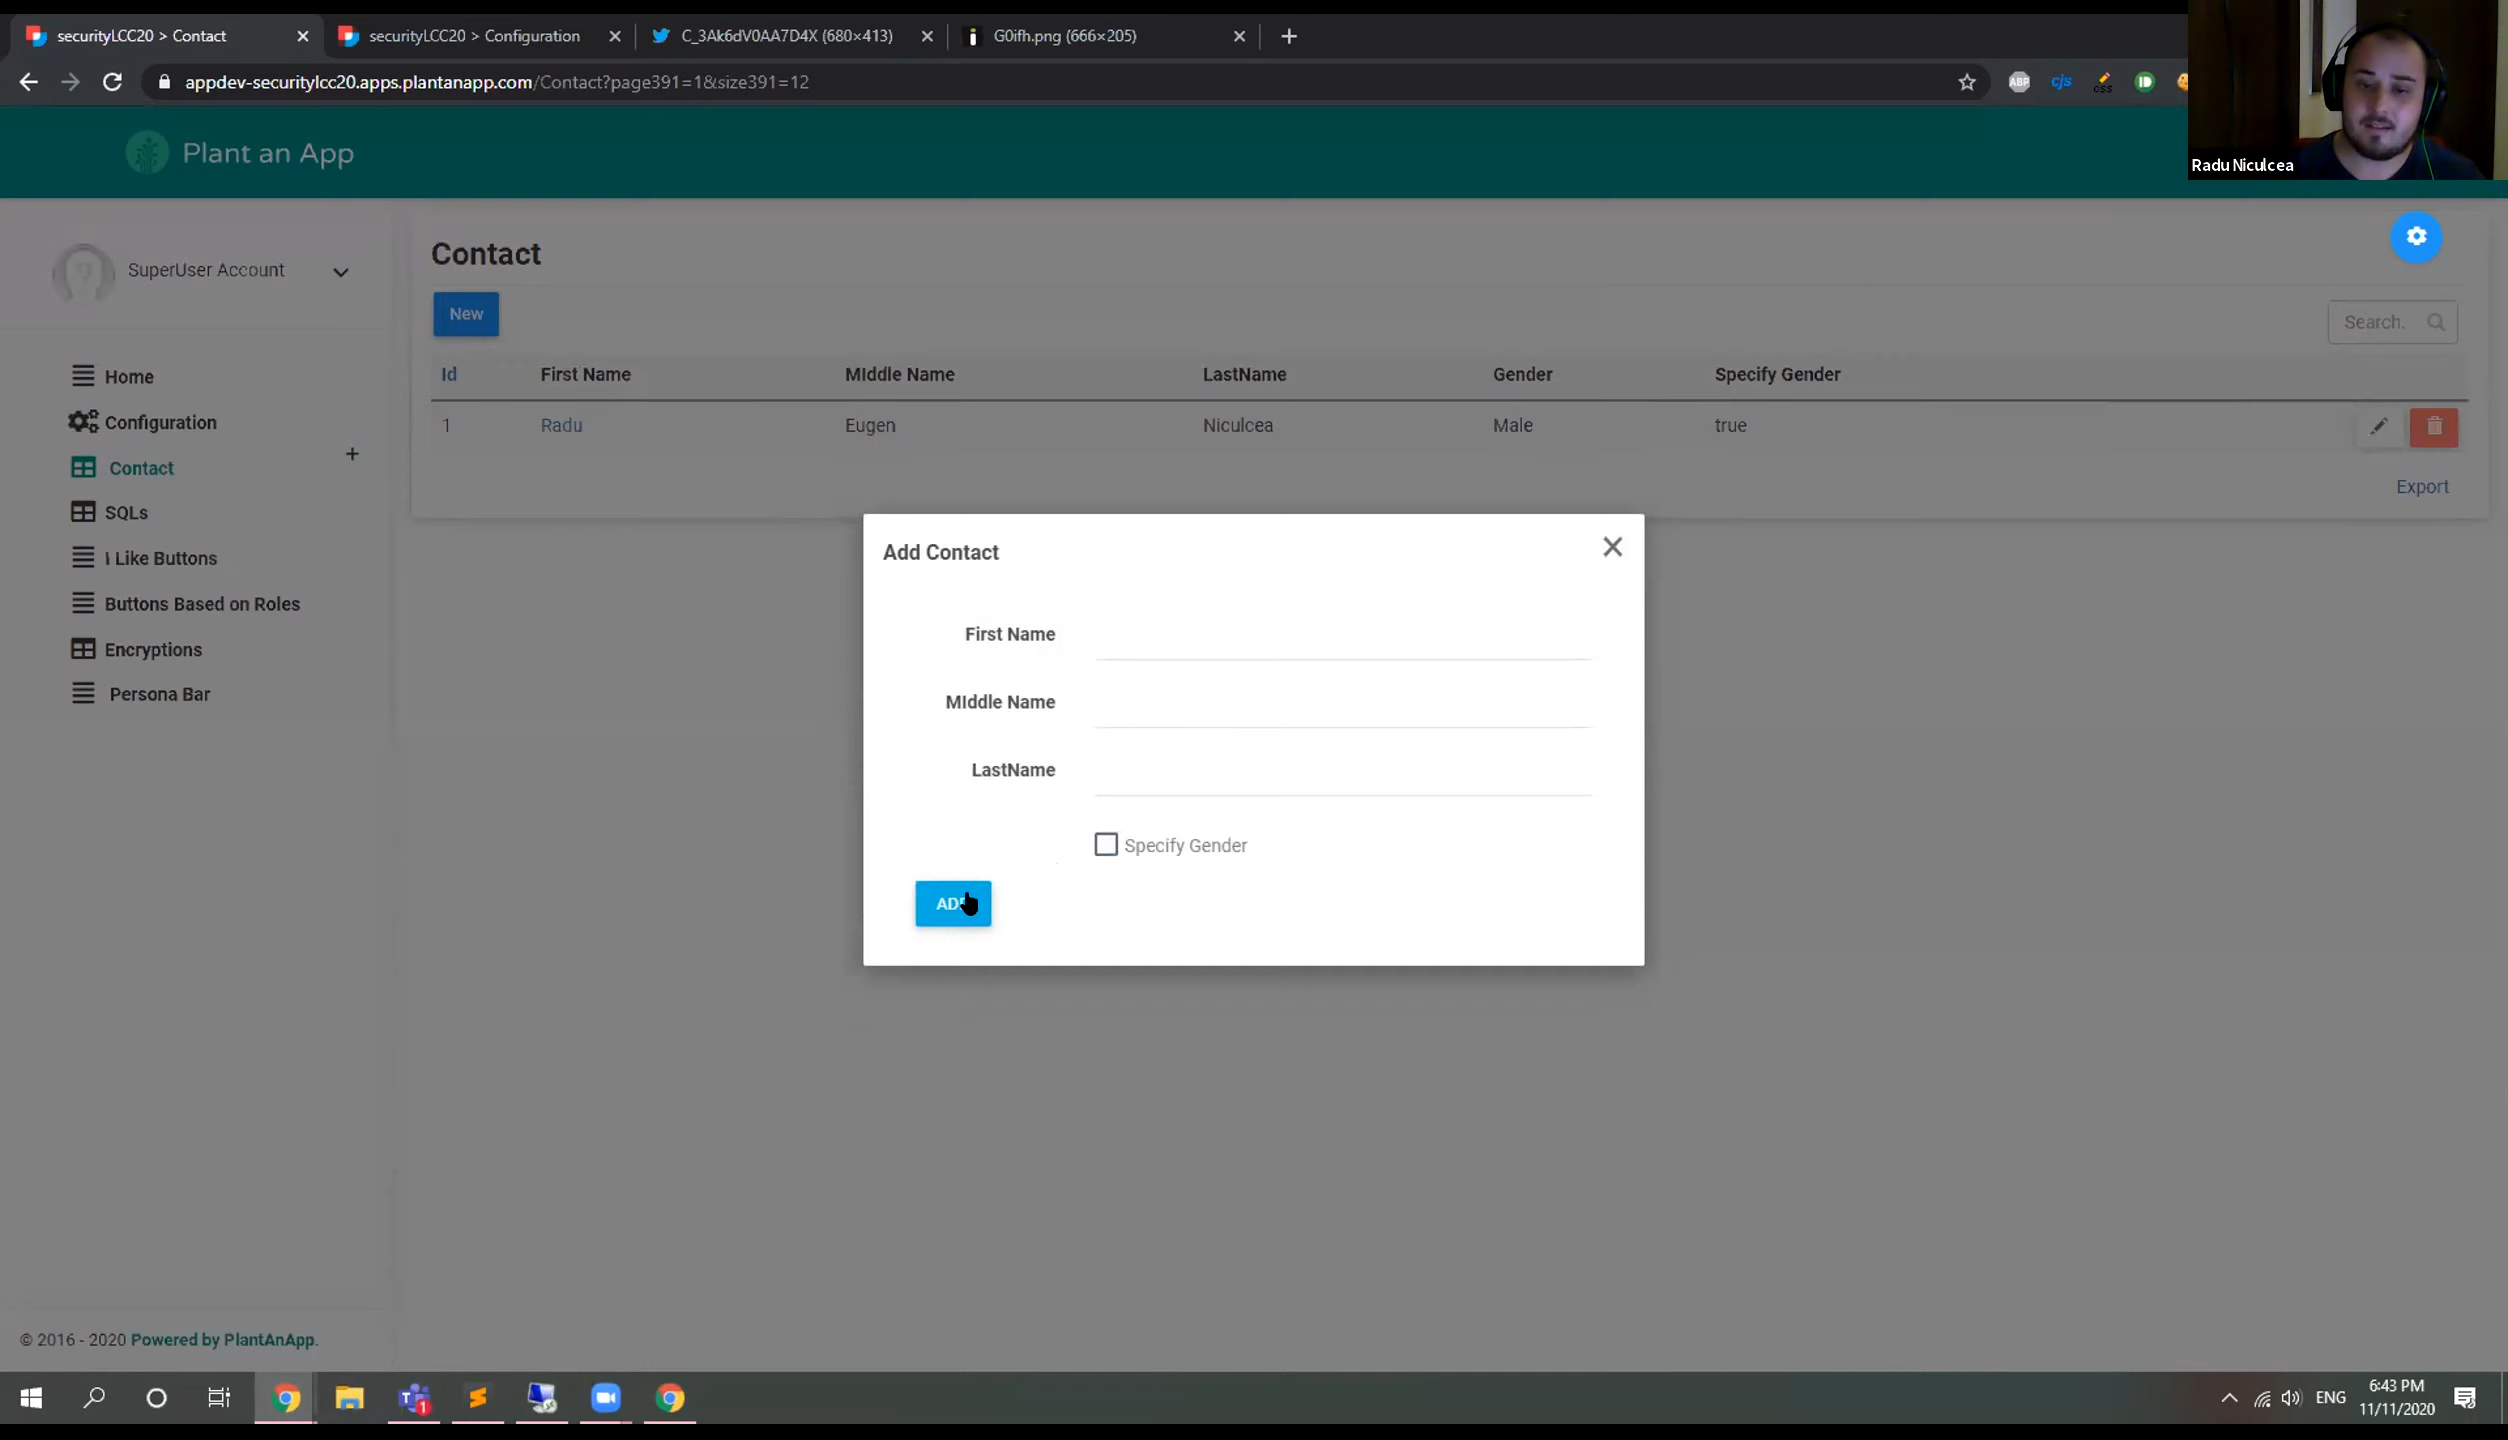 securityLCC20 > Contact
securityLCC20 > Configuration
C_3Ak6dV0AA7D4X (680×413)
G0ifh.png (666×205)
appdev-securitylcc20.apps.plantanapp.com/Contact?page391=1&size391=12
ABP
cjs
css
Radu Niculcea
Plant an App
SuperUser Account
Home
Configuration
Contact
SQLs
I Like Buttons
Buttons Based on Roles
Encryptions
Persona Bar
Contact
New
Search.
Id First Name MIddle Name LastName Gender Specify Gender
1 Radu Eugen Niculcea Male true
Export
Add Contact
First Name
MIddle Name
LastName
Specify Gender
© 2016 - 2020 Powered by PlantAnApp.
1
ENG
6:43 PM
11/11/2020